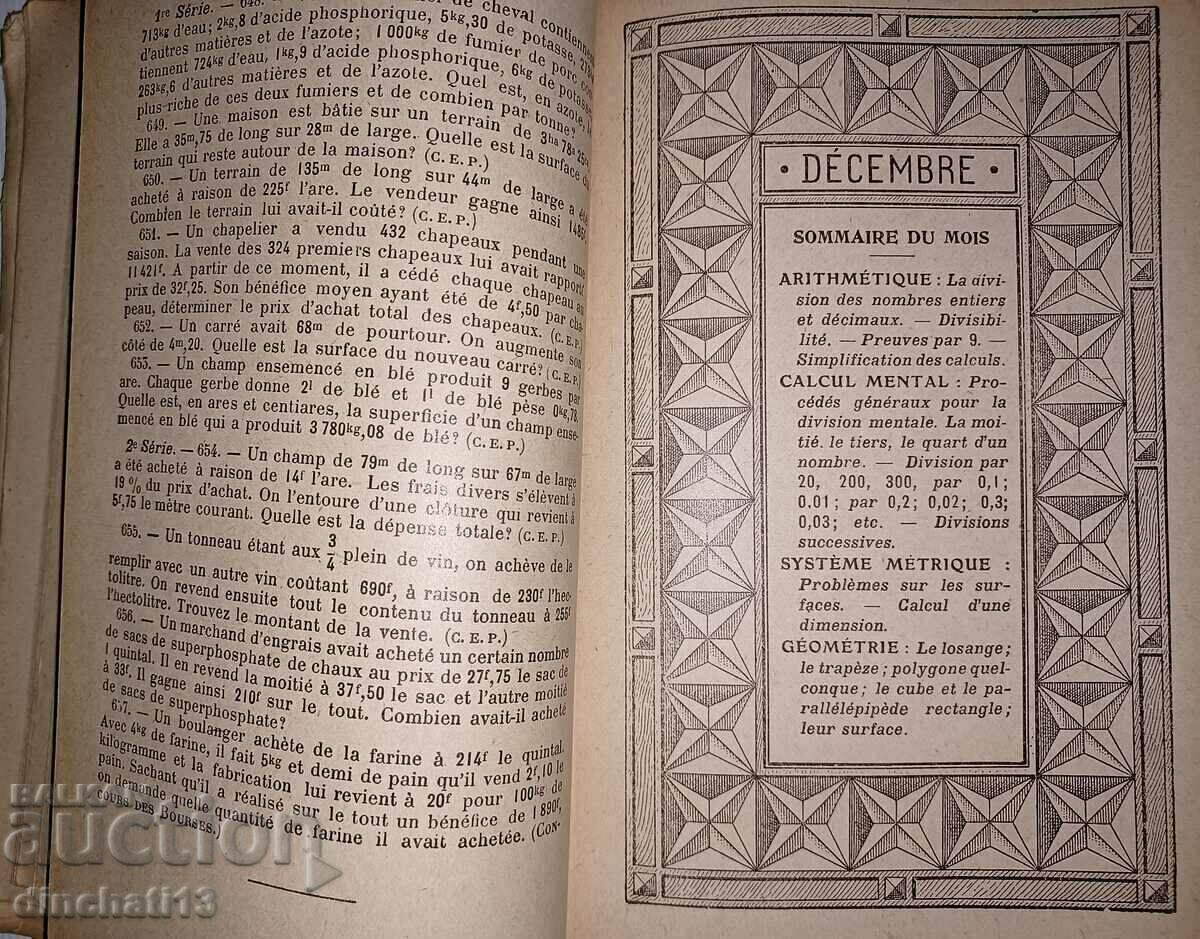 1re Série. — 648. de cheval contiennent
713kg d'eau; 2kg,8 d'acide phosphorique, 5kg,30 de potasse,
d'autres matières et de l'azote; 1 000kg de fumier de porc con-
tiennent 724kg d'eau, 1kg,9 d'acide phosphorique, 6kg de potasse
263kg,6 d'autres matières et de l'azote. Quel est, en azote, le
plus riche de ces deux fumiers et de combien par tonne?
649. — Une maison est bâtie sur un terrain de 3ha 78a 25ca
Elle a 35m,75 de long sur 28m de large. Quelle est la surface du
terrain qui reste autour de la maison? (C. E. P.)
650. — Un terrain de 135m de long sur 44m de large a été
acheté à raison de 225f l'are. Le vendeur gagne ainsi 1485f
Combien le terrain lui avait-il coûté? (C. E. P.)
651. — Un chapelier a vendu 432 chapeaux pendant une
saison. La vente des 324 premiers chapeaux lui avait rapporté
11 421f. A partir de ce moment, il a cédé chaque chapeau au
prix de 32f,25. Son bénéfice moyen ayant été de 4f,50 par cha-
peau, déterminer le prix d'achat total des chapeaux. (C. E. P.)
652. — Un carré avait 68m de pourtour. On augmente son
côté de 4m,20. Quelle est la surface du nouveau carré? (C. E. P.)
653. — Un champ ensemencé en blé produit 9 gerbes par
are. Chaque gerbe donne 2l de blé et 1l de blé pèse 0kg,78.
Quelle est, en ares et centiares, la superficie d'un champ ense-
mencé en blé qui a produit 3 780kg,08 de blé? (C. E. P.)
2e Série. — 654. — Un champ de 79m de long sur 67m de large
a été acheté à raison de 14f l'are. Les frais divers s'élèvent à
19 % du prix d'achat. On l'entoure d'une clôture qui revient à
5f,75 le mètre courant. Quelle est la dépense totale? (C. E. P.)
655. — Un tonneau étant aux 3/4 plein de vin, on achève de le
remplir avec un autre vin coûtant 690f, à raison de 230f l'hec-
tolitre. On revend ensuite tout le contenu du tonneau à 255f
l'hectolitre. Trouvez le montant de la vente. (C. E. P.)
656. — Un marchand d'engrais avait acheté un certain nombre
de sacs de superphosphate de chaux au prix de 27f,75 le sac de
1 quintal. Il en revend la moitié à 37f,50 le sac et l'autre moitié
à 33f. Il gagne ainsi 210f sur le tout. Combien avait-il acheté
de sacs de superphosphate?
657. — Un boulanger achète de la farine à 214f le quintal.
Avec 4kg de farine, il fait 5kg et demi de pain qu'il vend 2f,10 le
kilogramme et la fabrication lui revient à 20f pour 100kg de
pain. Sachant qu'il a réalisé sur le tout un bénéfice de 1 890f,
on demande quelle quantité de farine il avait achetée. (CON-
COURS DES BOURSES.)
DÉCEMBRE
SOMMAIRE DU MOIS
ARITHMÉTIQUE : La divi-
sion des nombres entiers
et décimaux. — Divisibi-
lité. — Preuves par 9. —
Simplification des calculs.
CALCUL MENTAL : Pro-
cédés généraux pour la
division mentale. La moi-
tié, le tiers, le quart d'un
nombre. — Division par
20, 200, 300, par 0,1;
0,01; par 0,2; 0,02; 0,3;
0,03; etc. — Divisions
successives.
SYSTÈME MÉTRIQUE :
Problèmes sur les sur-
faces. — Calcul d'une
dimension.
GÉOMÉTRIE : Le losange;
le trapèze; polygone quel-
conque; le cube et le pa-
rallélépipède rectangle;
leur surface.
BALKAN
auction
dinchati13